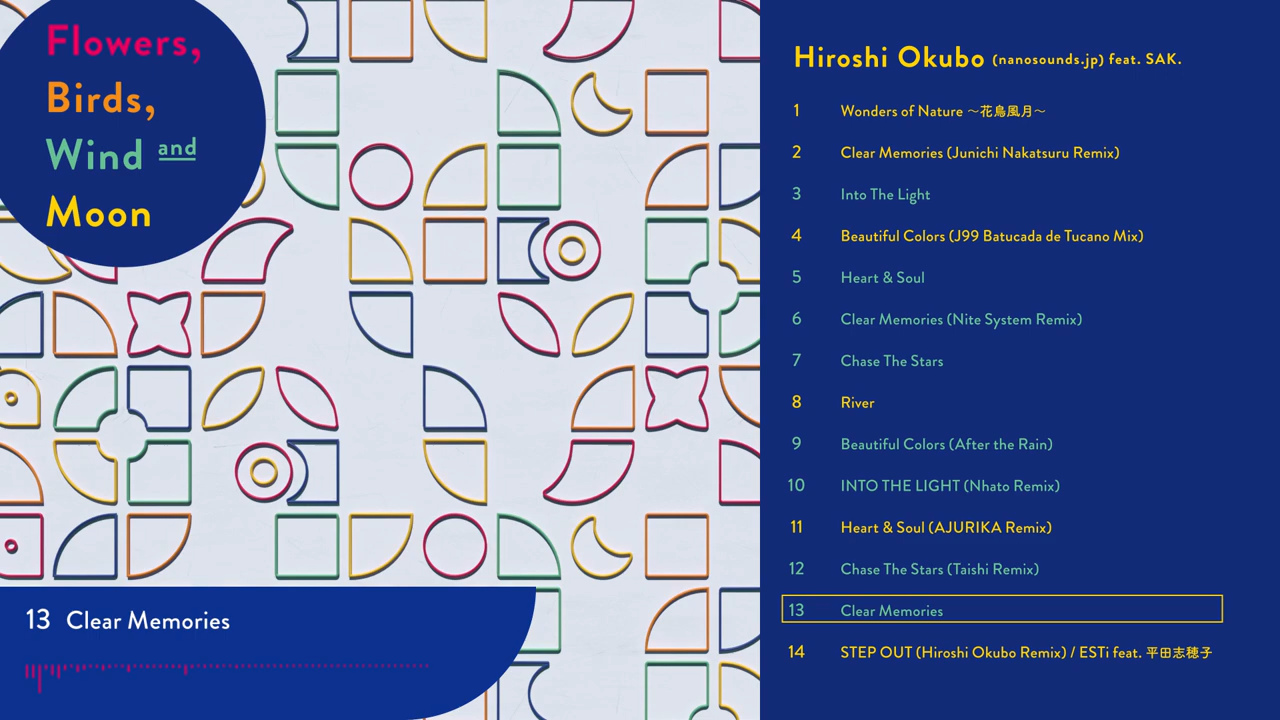 Flowers,
Birds,
Wind and
Moon
13 Clear Memories
Hiroshi Okubo (nanosounds.jp) feat. SAK.
1 Wonders of Nature ～花鳥風月～
2 Clear Memories (Junichi Nakatsuru Remix)
3 Into The Light
4 Beautiful Colors (J99 Batucada de Tucano Mix)
5 Heart & Soul
6 Clear Memories (Nite System Remix)
7 Chase The Stars
8 River
9 Beautiful Colors (After the Rain)
10 INTO THE LIGHT (Nhato Remix)
11 Heart & Soul (AJURIKA Remix)
12 Chase The Stars (Taishi Remix)
13 Clear Memories
14 STEP OUT (Hiroshi Okubo Remix) / ESTi feat. 平田志穂子